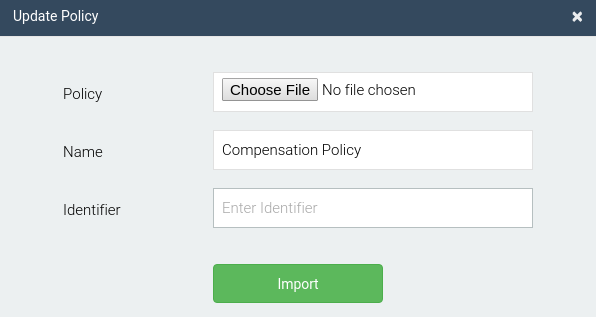 Update Policy ×
Policy Choose File No file chosen
Name Compensation Policy
Identifier Enter Identifier
Import